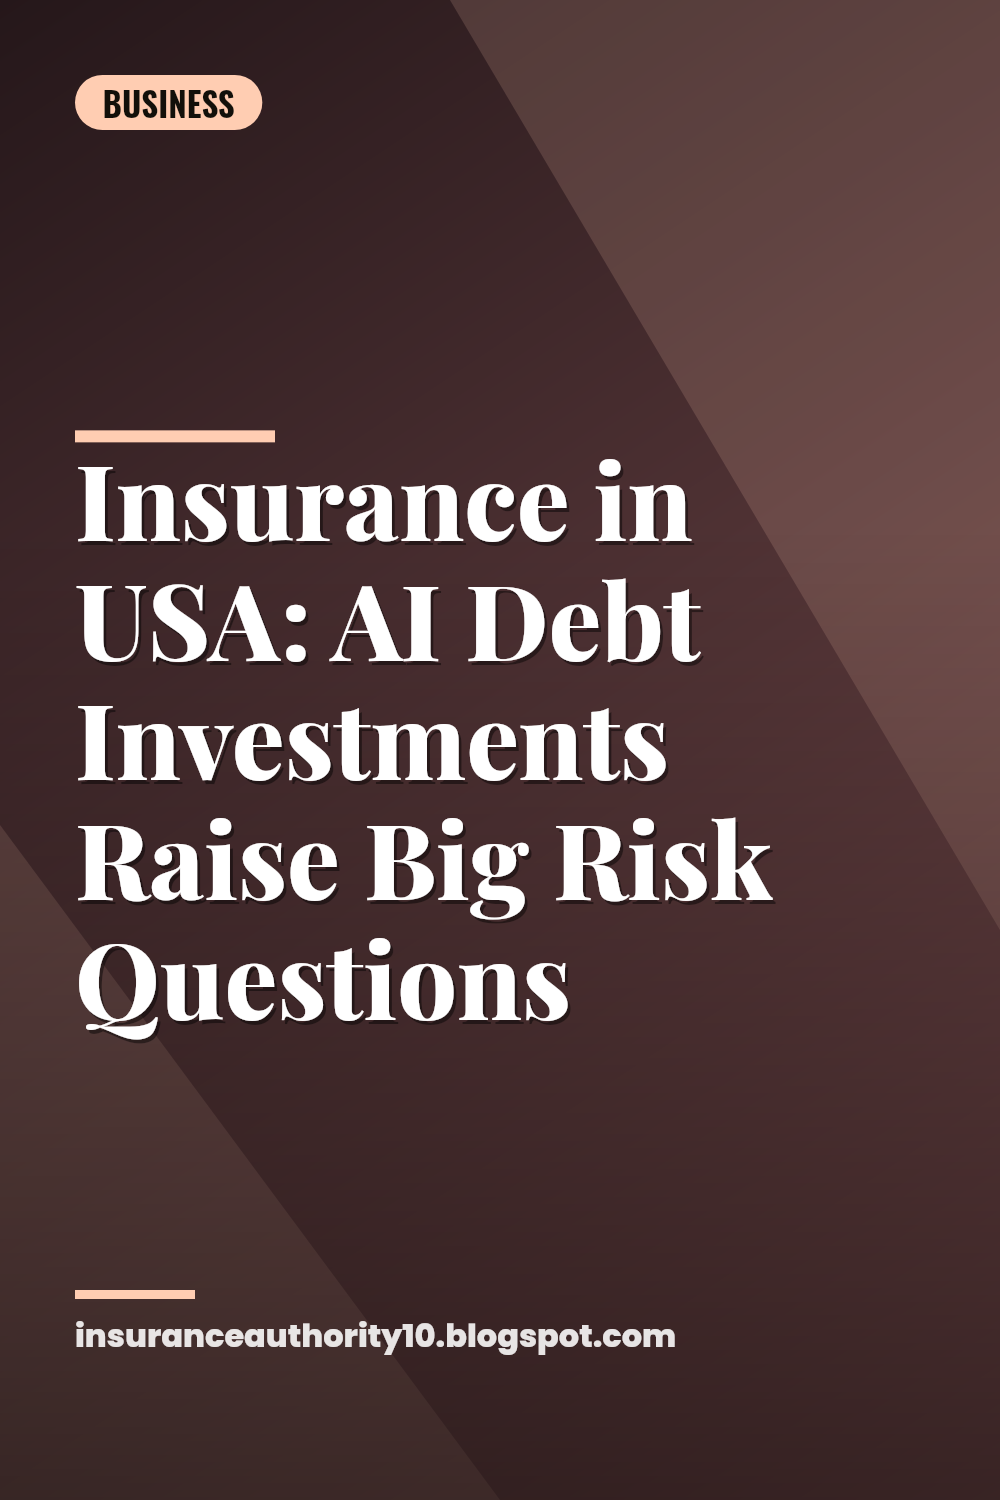 BUSINESS
Insurance in
USA: AI Debt
Investments
Raise Big Risk
Questions
insuranceauthority10.blogspot.com